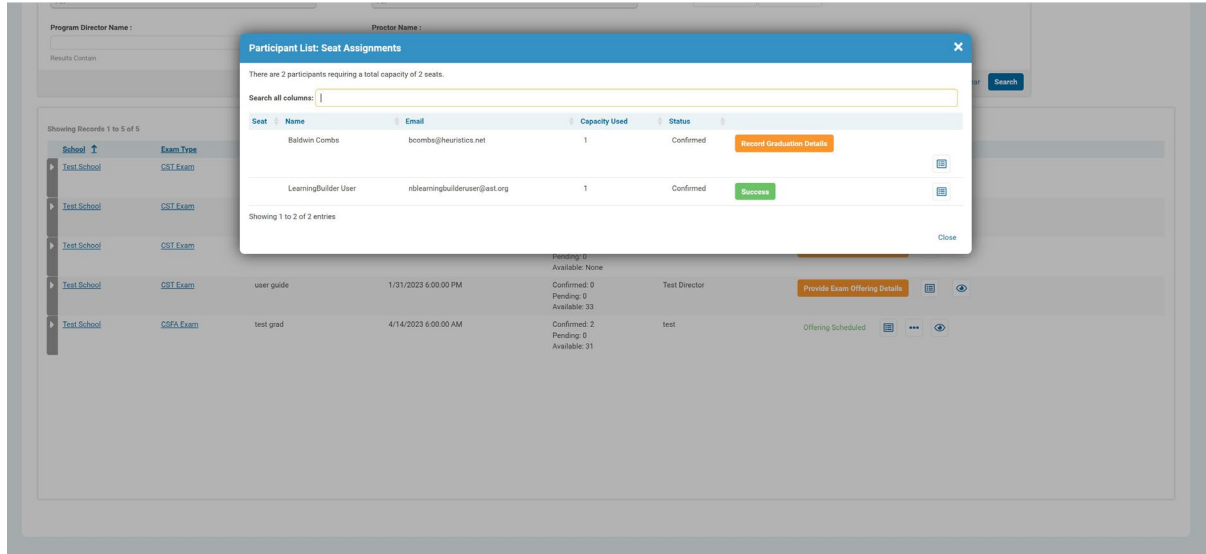 Program Director Name :
Proctor Name :
Results Contain
Search
Participant List: Seat Assignments
There are 2 participants requiring a total capacity of 2 seats.
Search all columns:
Seat Name Email Capacity Used Status
Baldwin Combs bcombs@heuristics.net 1 Confirmed Record Graduation Details
LearningBuilder User nblearningbuilderuser@ast.org 1 Confirmed Success
Showing 1 to 2 of 2 entries
Close
Showing Records 1 to 5 of 5
School Exam Type
Test School CST Exam
Test School CST Exam
Test School CST Exam
Pending: 0
Available: None
Test School CST Exam user guide 1/31/2023 6:00:00 PM Confirmed: 0 Test Director Provide Exam Offering Details
Pending: 0
Available: 33
Test School CSFA Exam test grad 4/14/2023 6:00:00 AM Confirmed: 2 test Offering Scheduled
Pending: 0
Available: 31